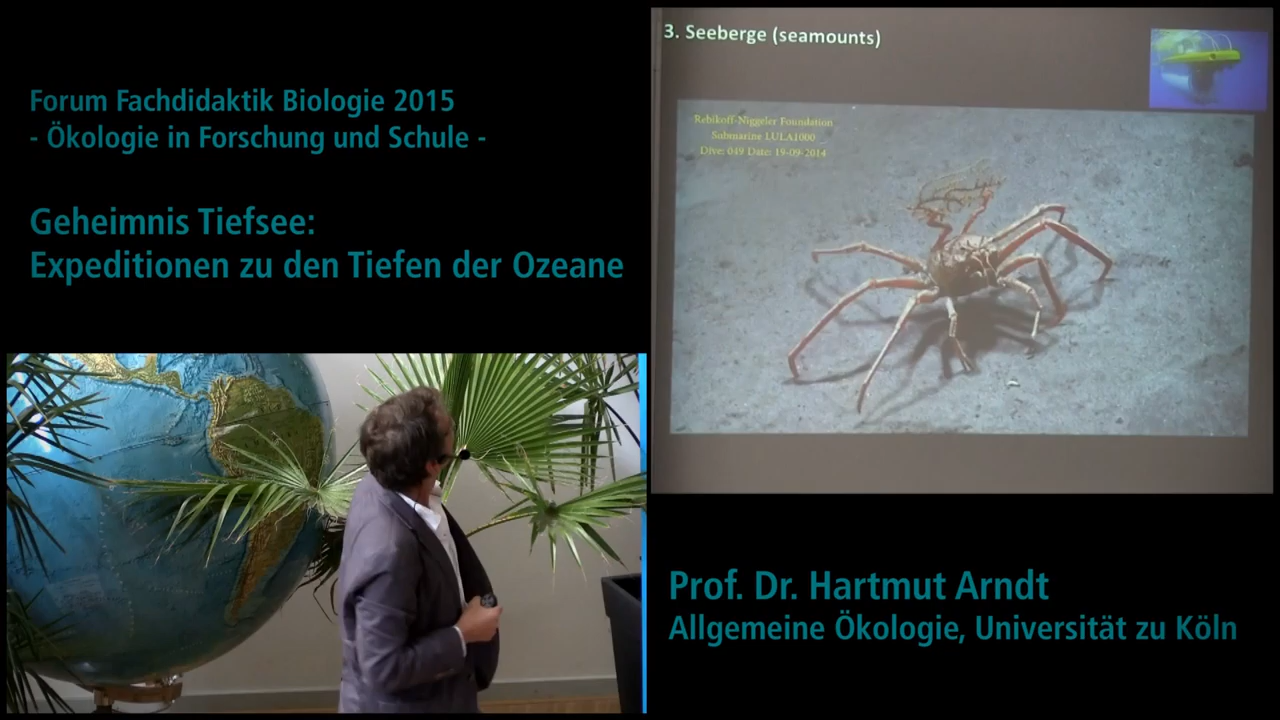 Forum Fachdidaktik Biologie 2015
- Ökologie in Forschung und Schule -
Geheimnis Tiefsee:
Expeditionen zu den Tiefen der Ozeane
3. Seeberge (seamounts)
Rebikoff-Niggeler Foundation
Submarine LULA1000
Dive: 049 Date: 19-09-2014
Prof. Dr. Hartmut Arndt
Allgemeine Ökologie, Universität zu Köln